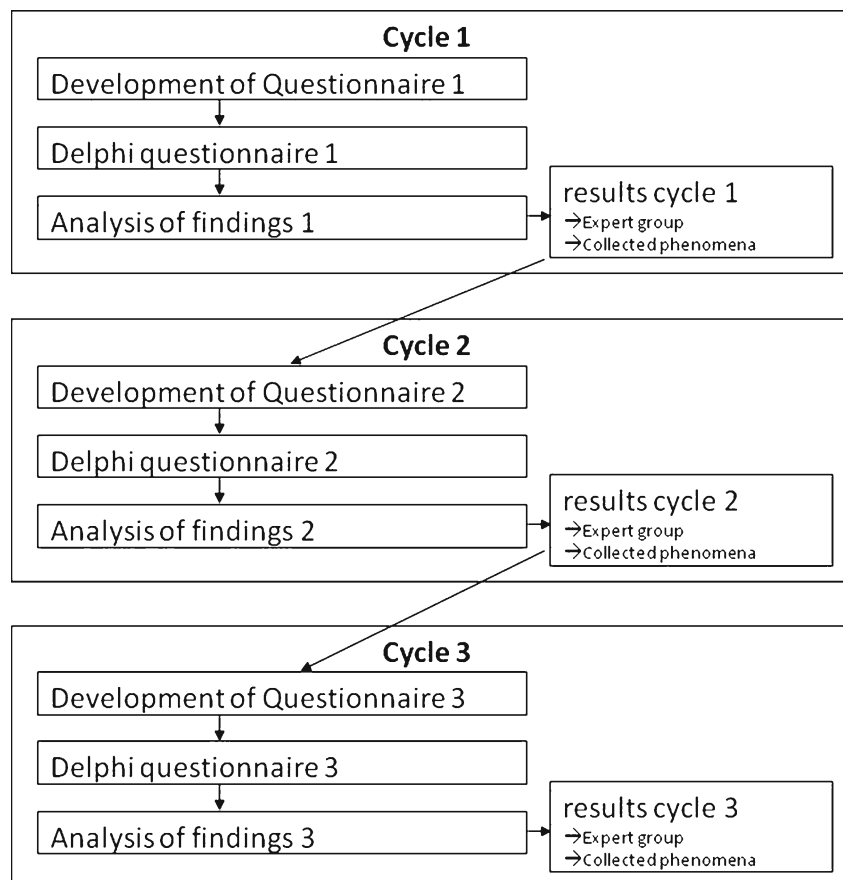 Cycle 1
Development of Questionnaire 1
Delphi questionnaire 1
Analysis of findings 1
results cycle 1
→Expert group
→Collected phenomena
Cycle 2
Development of Questionnaire 2
Delphi questionnaire 2
Analysis of findings 2
results cycle 2
→Expert group
→Collected phenomena
Cycle 3
Development of Questionnaire 3
Delphi questionnaire 3
Analysis of findings 3
results cycle 3
→Expert group
→Collected phenomena